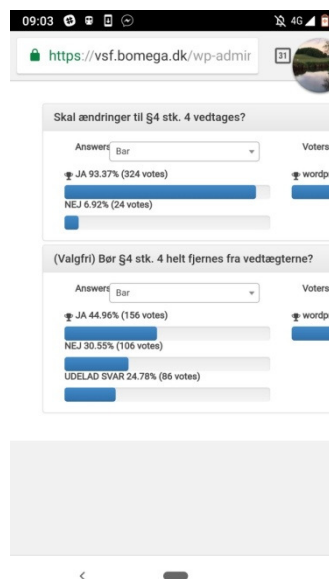 09:03
4G
https://vsf.bomega.dk/wp-admir
31
Skal ændringer til §4 stk. 4 vedtages?
Answers
Bar
Voters
JA 93.37% (324 votes)
wordp
NEJ 6.92% (24 votes)
(Valgfri) Bør §4 stk. 4 helt fjernes fra vedtægterne?
Answers
Bar
Voters
JA 44.96% (156 votes)
wordp
NEJ 30.55% (106 votes)
UDELAD SVAR 24.78% (86 votes)